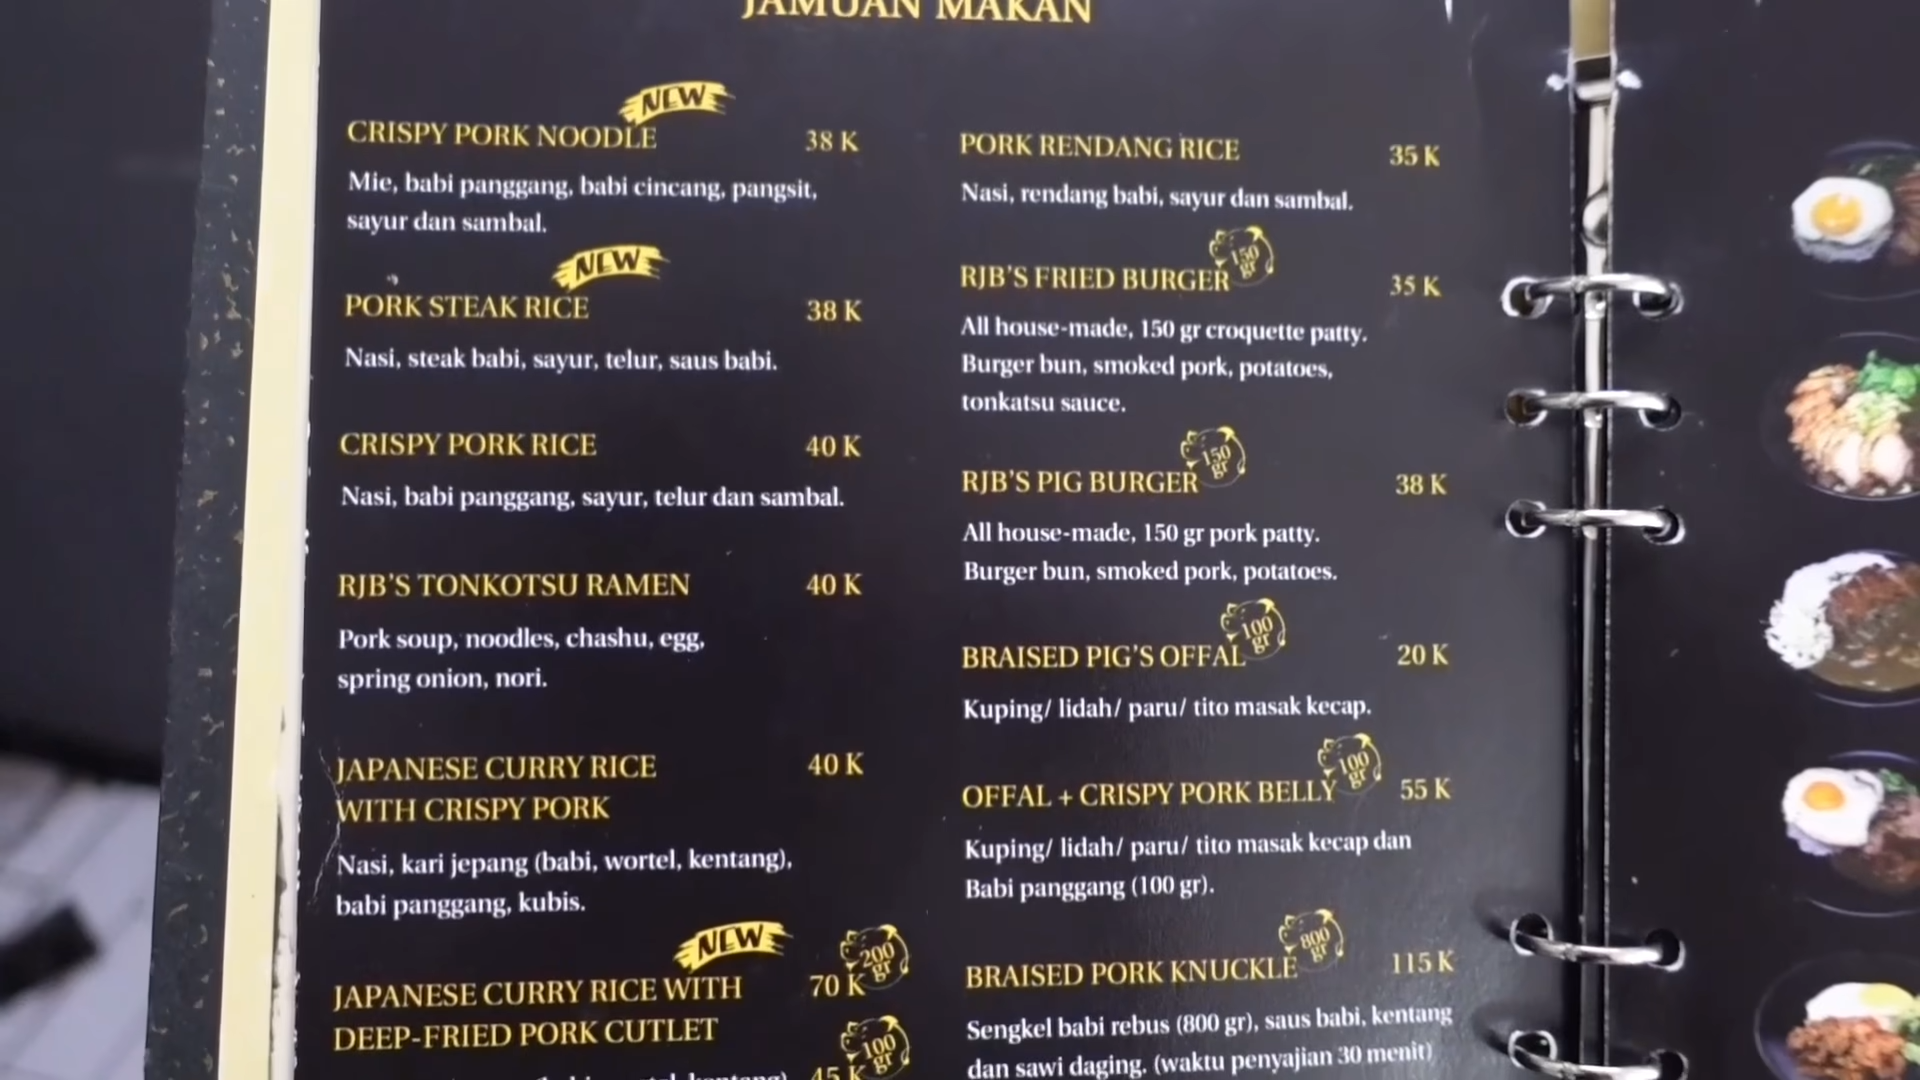 JAMUAN MAKAN
NEW
CRISPY PORK NOODLE 38 K
Mie, babi panggang, babi cincang, pangsit,
sayur dan sambal.
NEW
PORK STEAK RICE 38 K
Nasi, steak babi, sayur, telur, saus babi.
CRISPY PORK RICE 40 K
Nasi, babi panggang, sayur, telur dan sambal.
RJB'S TONKOTSU RAMEN 40 K
Pork soup, noodles, chashu, egg,
spring onion, nori.
JAPANESE CURRY RICE 40 K
WITH CRISPY PORK
Nasi, kari jepang (babi, wortel, kentang),
babi panggang, kubis.
NEW
200 gr
JAPANESE CURRY RICE WITH 70 K
DEEP-FRIED PORK CUTLET
100 gr
45 K
PORK RENDANG RICE 35 K
Nasi, rendang babi, sayur dan sambal.
150 gr
RJB'S FRIED BURGER 35 K
All house-made, 150 gr croquette patty.
Burger bun, smoked pork, potatoes,
tonkatsu sauce.
150 gr
RJB'S PIG BURGER 38 K
All house-made, 150 gr pork patty.
Burger bun, smoked pork, potatoes.
100 gr
BRAISED PIG'S OFFAL 20 K
Kuping/ lidah/ paru/ tito masak kecap.
100 gr
OFFAL + CRISPY PORK BELLY 55 K
Kuping/ lidah/ paru/ tito masak kecap dan
Babi panggang (100 gr).
800 gr
BRAISED PORK KNUCKLE 115 K
Sengkel babi rebus (800 gr), saus babi, kentang
dan sawi daging. (waktu penyajian 30 menit)